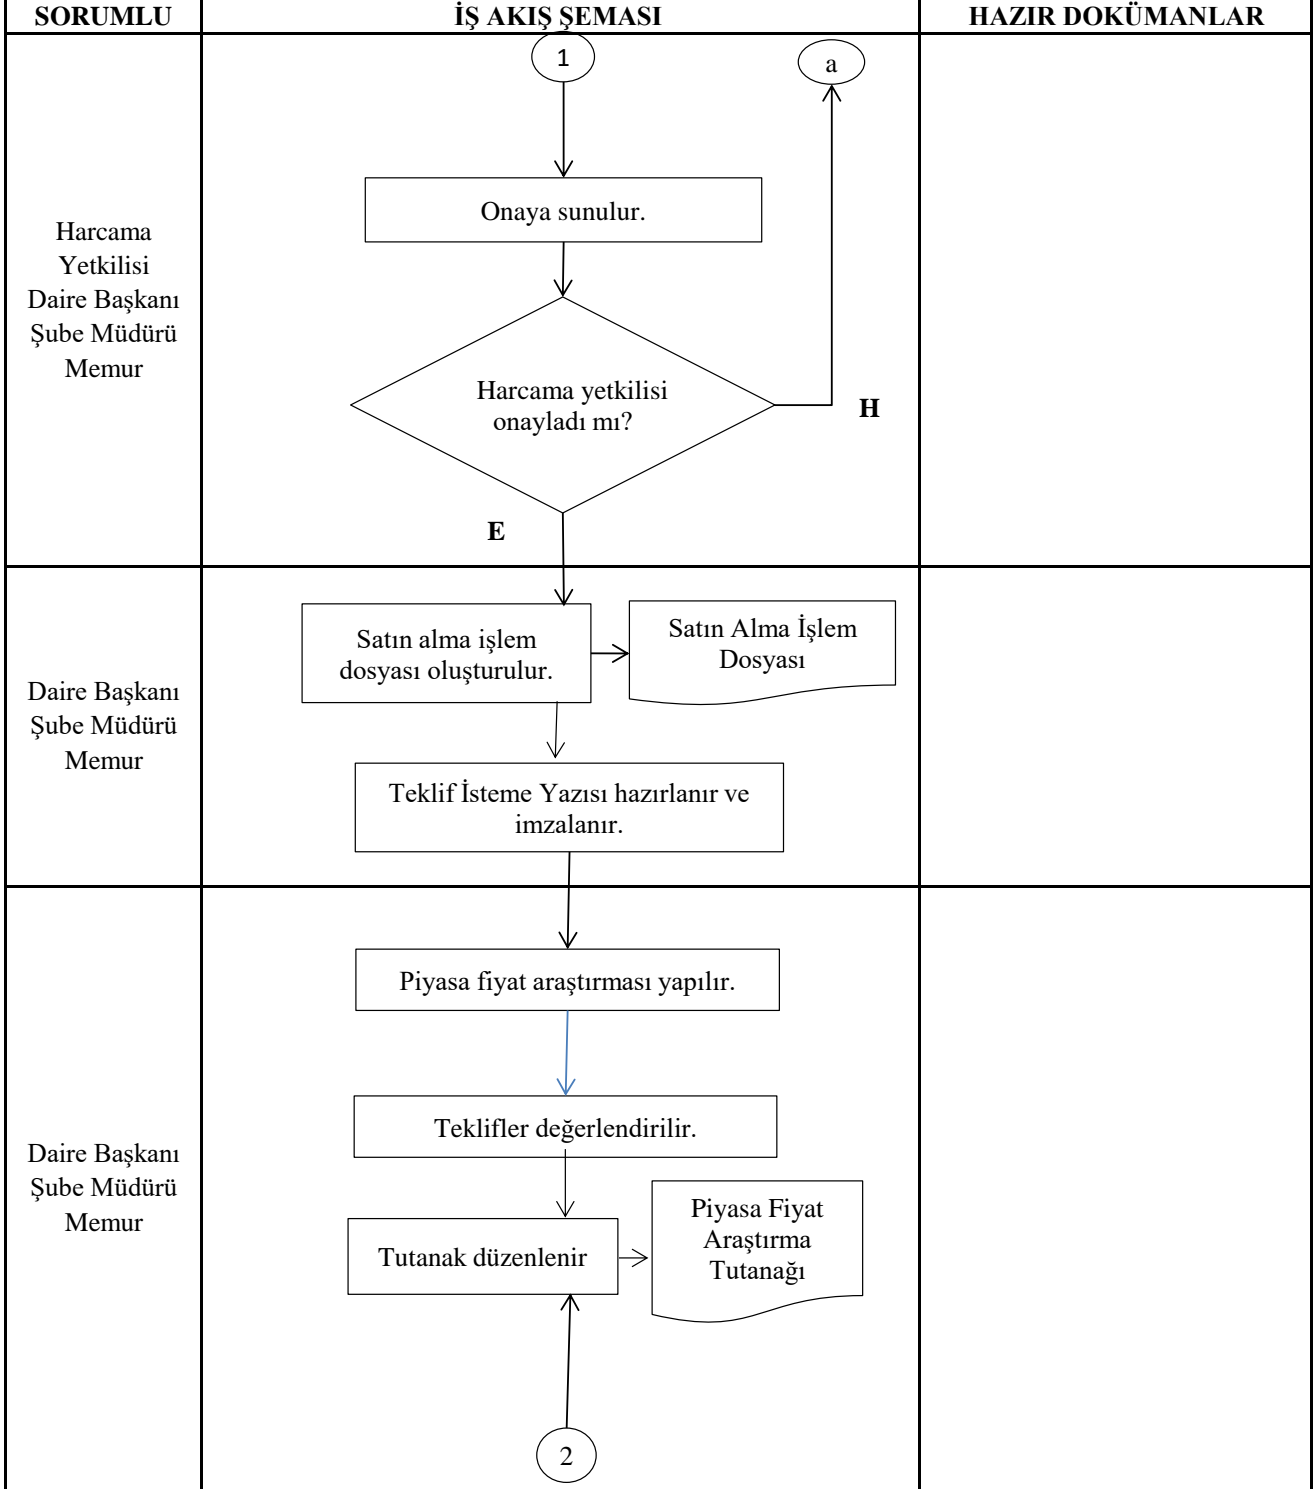 SORUMLU
İŞ AKIŞ ŞEMASI
HAZIR DOKÜMANLAR
1
a
Onaya sunulur.
Harcama
Yetkilisi
Daire Başkanı
Şube Müdürü
Memur
Harcama yetkilisi
onayladı mı?
H
E
Daire Başkanı
Şube Müdürü
Memur
Satın alma işlem
dosyası oluşturulur.
Satın Alma İşlem
Dosyası
Teklif İsteme Yazısı hazırlanır ve
imzalanır.
Daire Başkanı
Şube Müdürü
Memur
Piyasa fiyat araştırması yapılır.
Teklifler değerlendirilir.
Tutanak düzenlenir
Piyasa Fiyat
Araştırma
Tutanağı
2